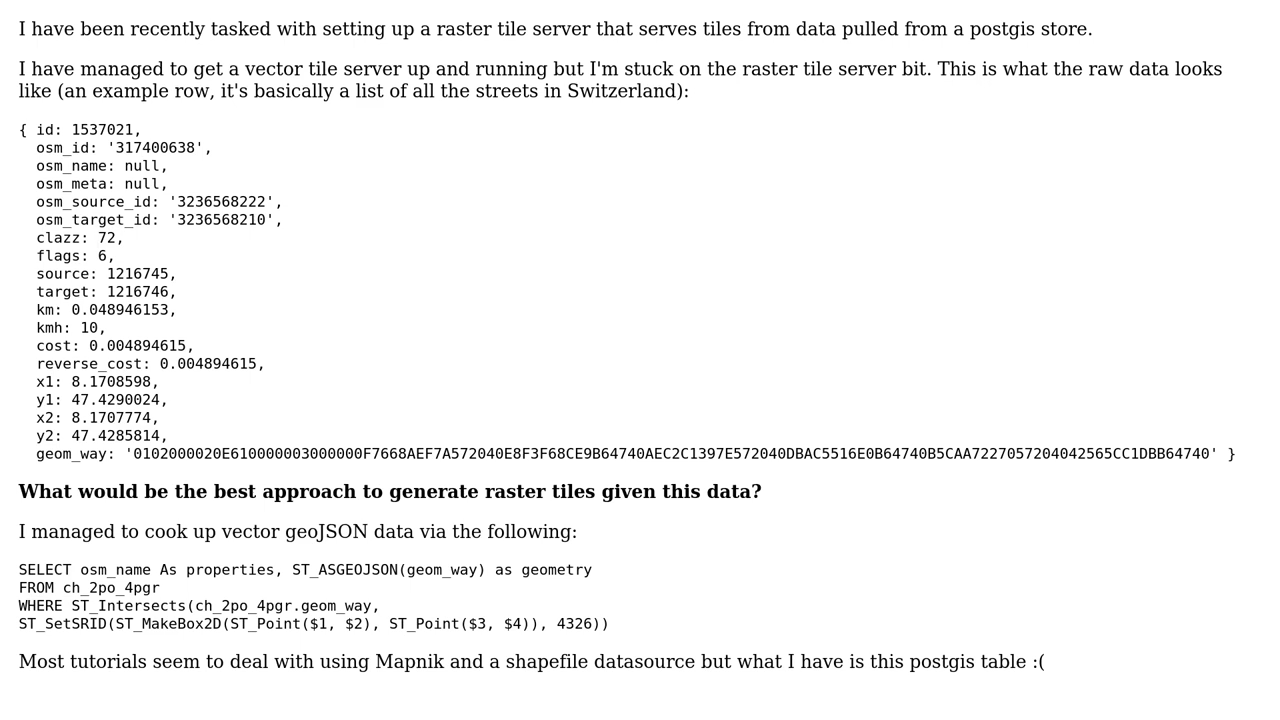 I have been recently tasked with setting up a raster tile server that serves tiles from data pulled from a postgis store.
I have managed to get a vector tile server up and running but I'm stuck on the raster tile server bit. This is what the raw data looks
like (an example row, it's basically a list of all the streets in Switzerland):
{ id: 1537021,
  osm_id: '317400638',
  osm_name: null,
  osm_meta: null,
  osm_source_id: '3236568222',
  osm_target_id: '3236568210',
  clazz: 72,
  flags: 6,
  source: 1216745,
  target: 1216746,
  km: 0.048946153,
  kmh: 10,
  cost: 0.004894615,
  reverse_cost: 0.004894615,
  x1: 8.1708598,
  y1: 47.4290024,
  x2: 8.1707774,
  y2: 47.4285814,
  geom_way: '0102000020E610000003000000F7668AEF7A572040E8F3F68CE9B64740AEC2C1397E572040DBAC5516E0B64740B5CAA7227057204042565CC1DBB64740' }
What would be the best approach to generate raster tiles given this data?
I managed to cook up vector geoJSON data via the following:
SELECT osm_name As properties, ST_ASGEOJSON(geom_way) as geometry
FROM ch_2po_4pgr
WHERE ST_Intersects(ch_2po_4pgr.geom_way,
ST_SetSRID(ST_MakeBox2D(ST_Point($1, $2), ST_Point($3, $4)), 4326))
Most tutorials seem to deal with using Mapnik and a shapefile datasource but what I have is this postgis table :(